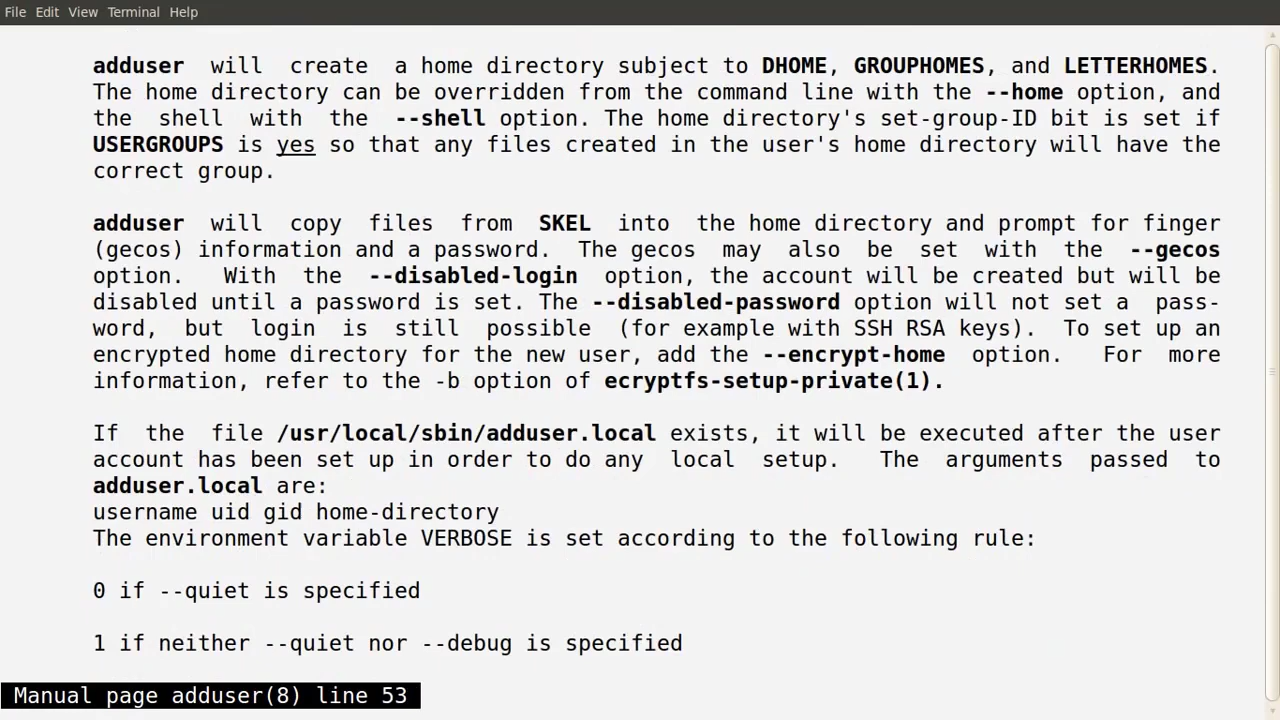 File Edit View Terminal Help
adduser will create a home directory subject to DHOME, GROUPHOMES, and LETTERHOMES.
The home directory can be overridden from the command line with the --home option, and
the shell with the --shell option. The home directory's set-group-ID bit is set if
USERGROUPS is yes so that any files created in the user's home directory will have the
correct group.
adduser will copy files from SKEL into the home directory and prompt for finger
(gecos) information and a password. The gecos may also be set with the --gecos
option. With the --disabled-login option, the account will be created but will be
disabled until a password is set. The --disabled-password option will not set a pass-
word, but login is still possible (for example with SSH RSA keys). To set up an
encrypted home directory for the new user, add the --encrypt-home option. For more
information, refer to the -b option of ecryptfs-setup-private(1).
If the file /usr/local/sbin/adduser.local exists, it will be executed after the user
account has been set up in order to do any local setup. The arguments passed to
adduser.local are:
username uid gid home-directory
The environment variable VERBOSE is set according to the following rule:
0 if --quiet is specified
1 if neither --quiet nor --debug is specified
Manual page adduser(8) line 53